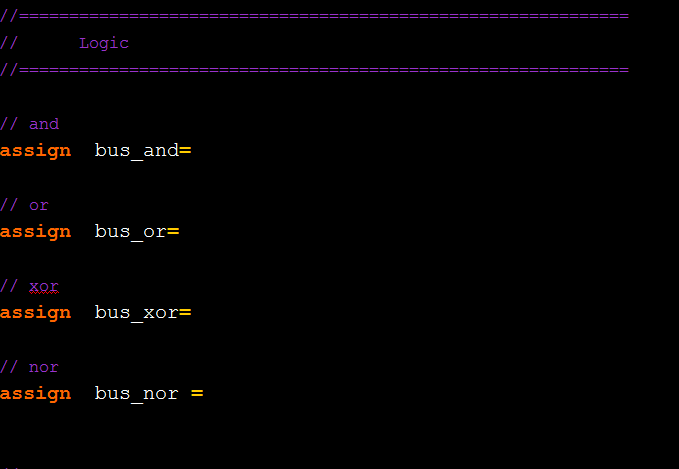 //=============================================================
//      Logic
//=============================================================
// and
assign  bus_and=
// or
assign  bus_or=
// xor
assign  bus_xor=
// nor
assign  bus_nor =